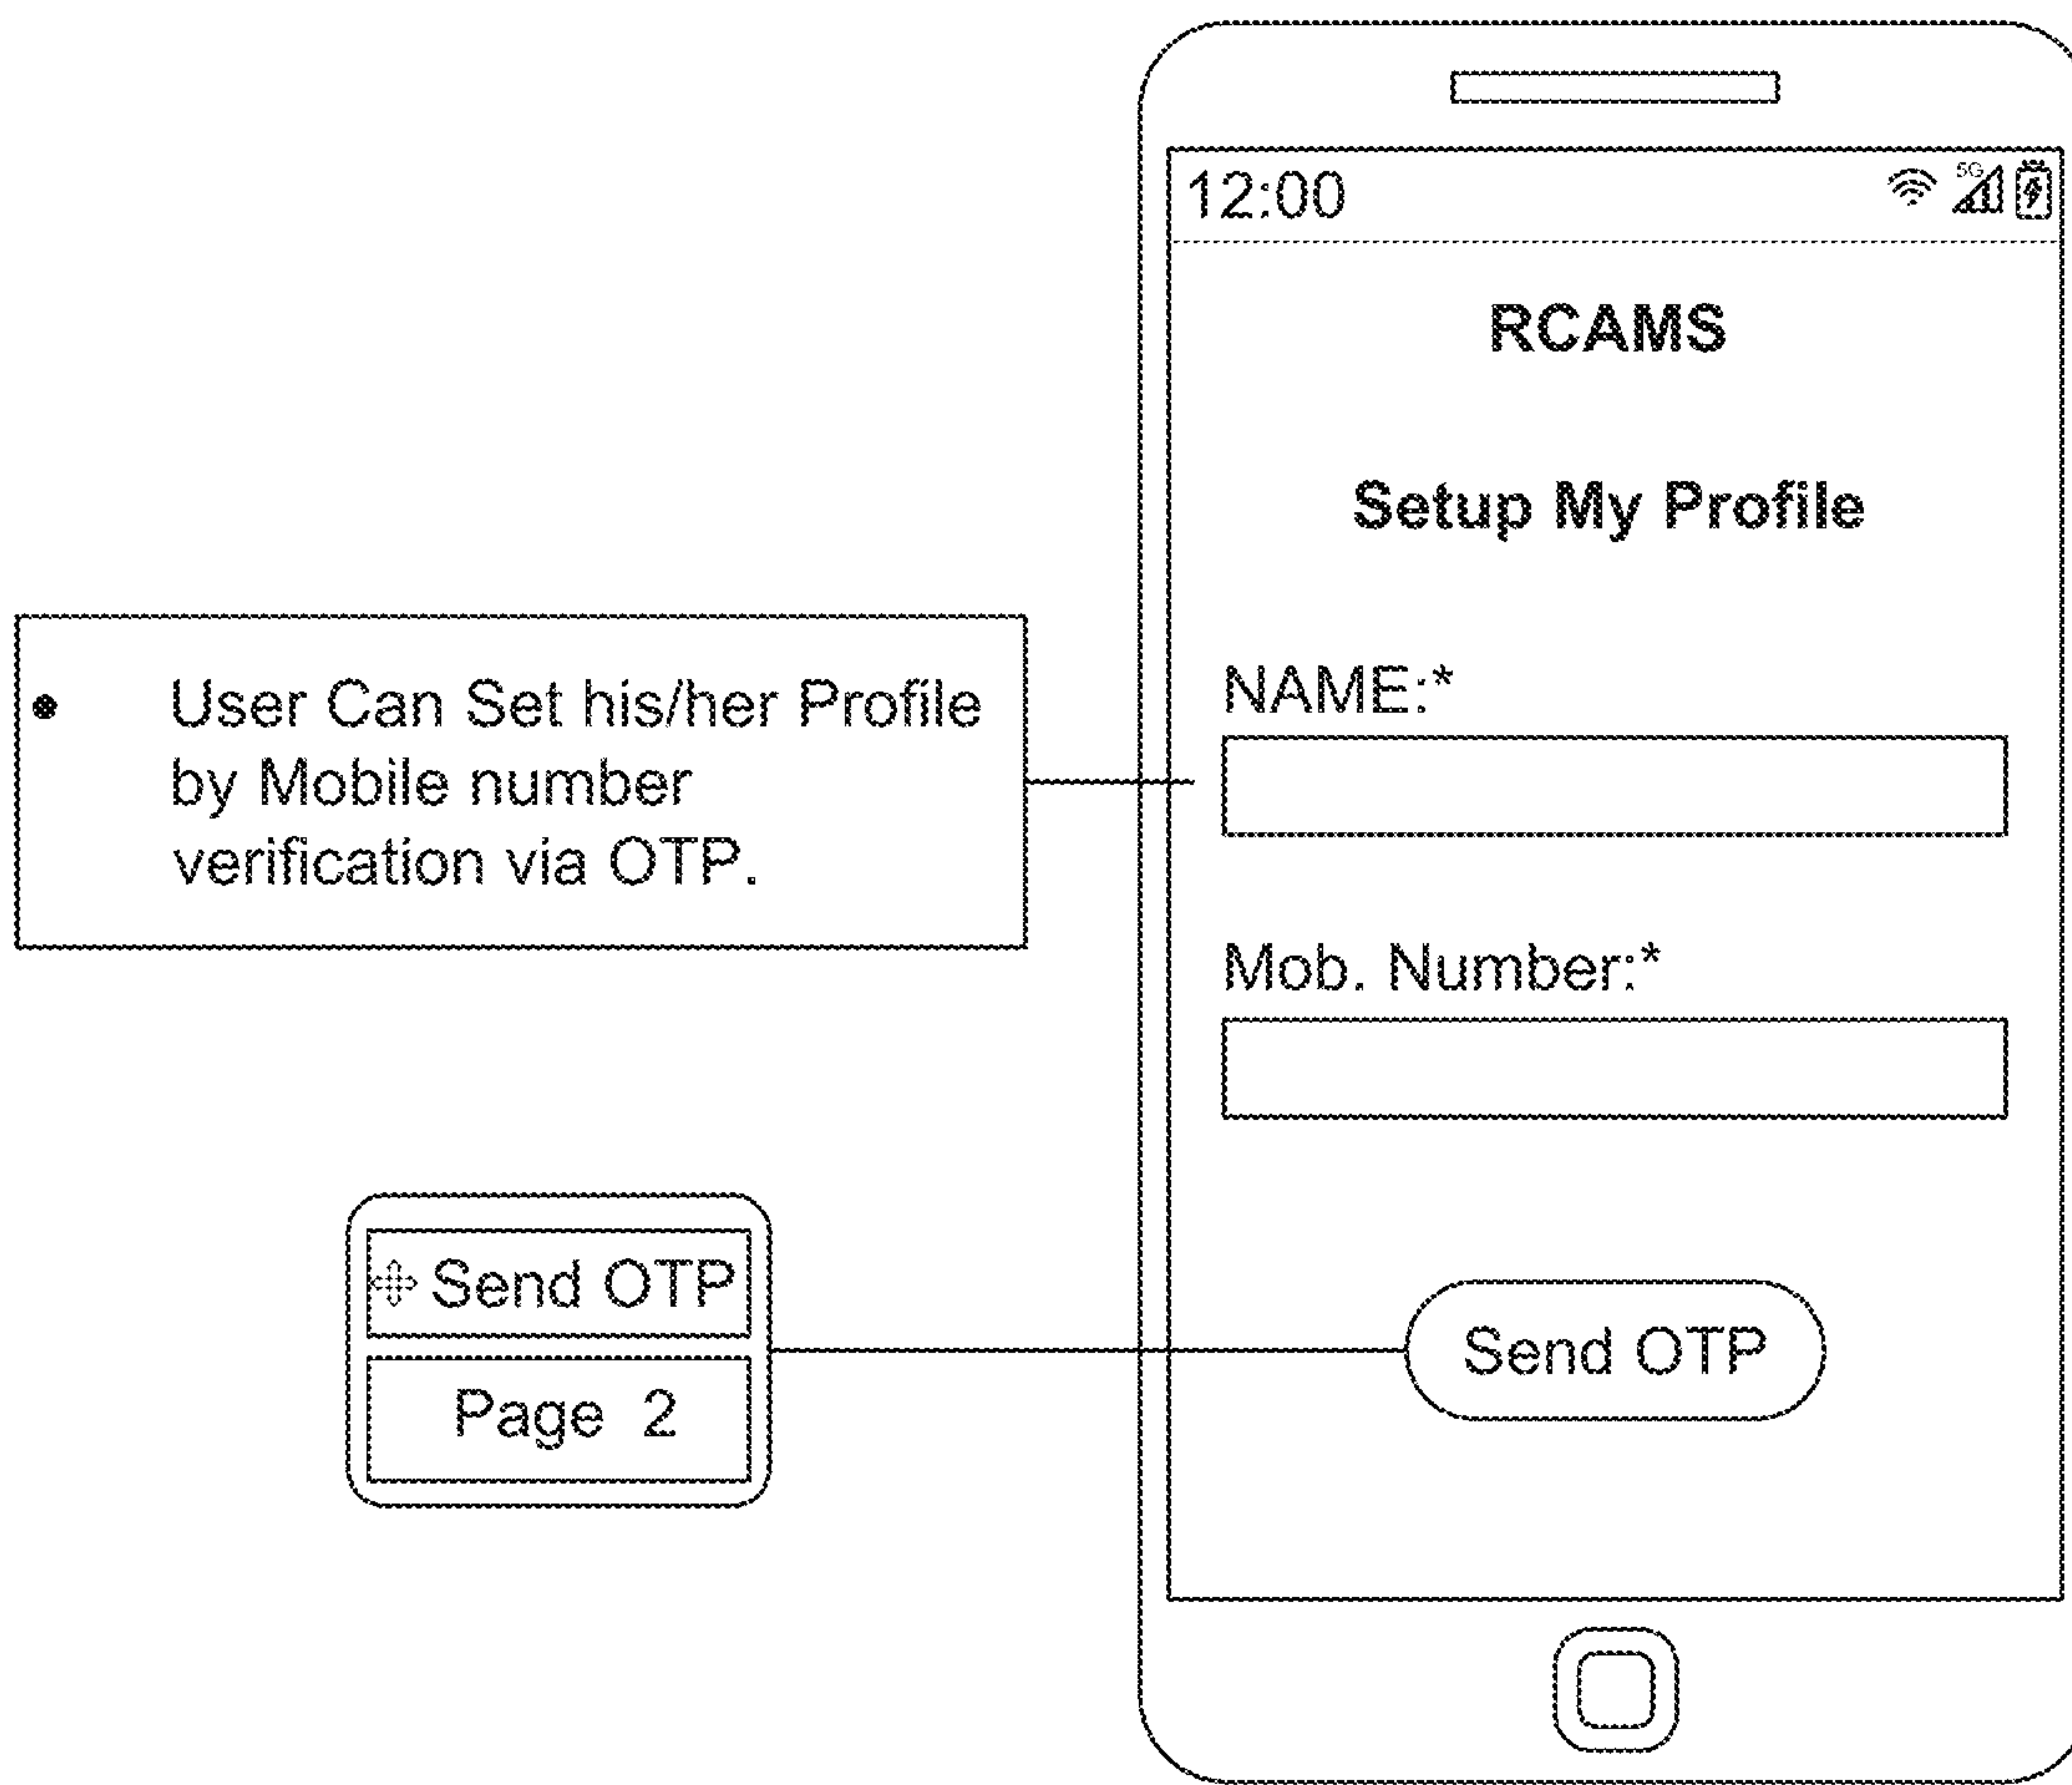 12:00
5G
RCAMS
Setup My Profile
• User Can Set his/her Profile
by Mobile number
verification via OTP.
NAME:*
Mob. Number:*
Send OTP
Page 2
Send OTP